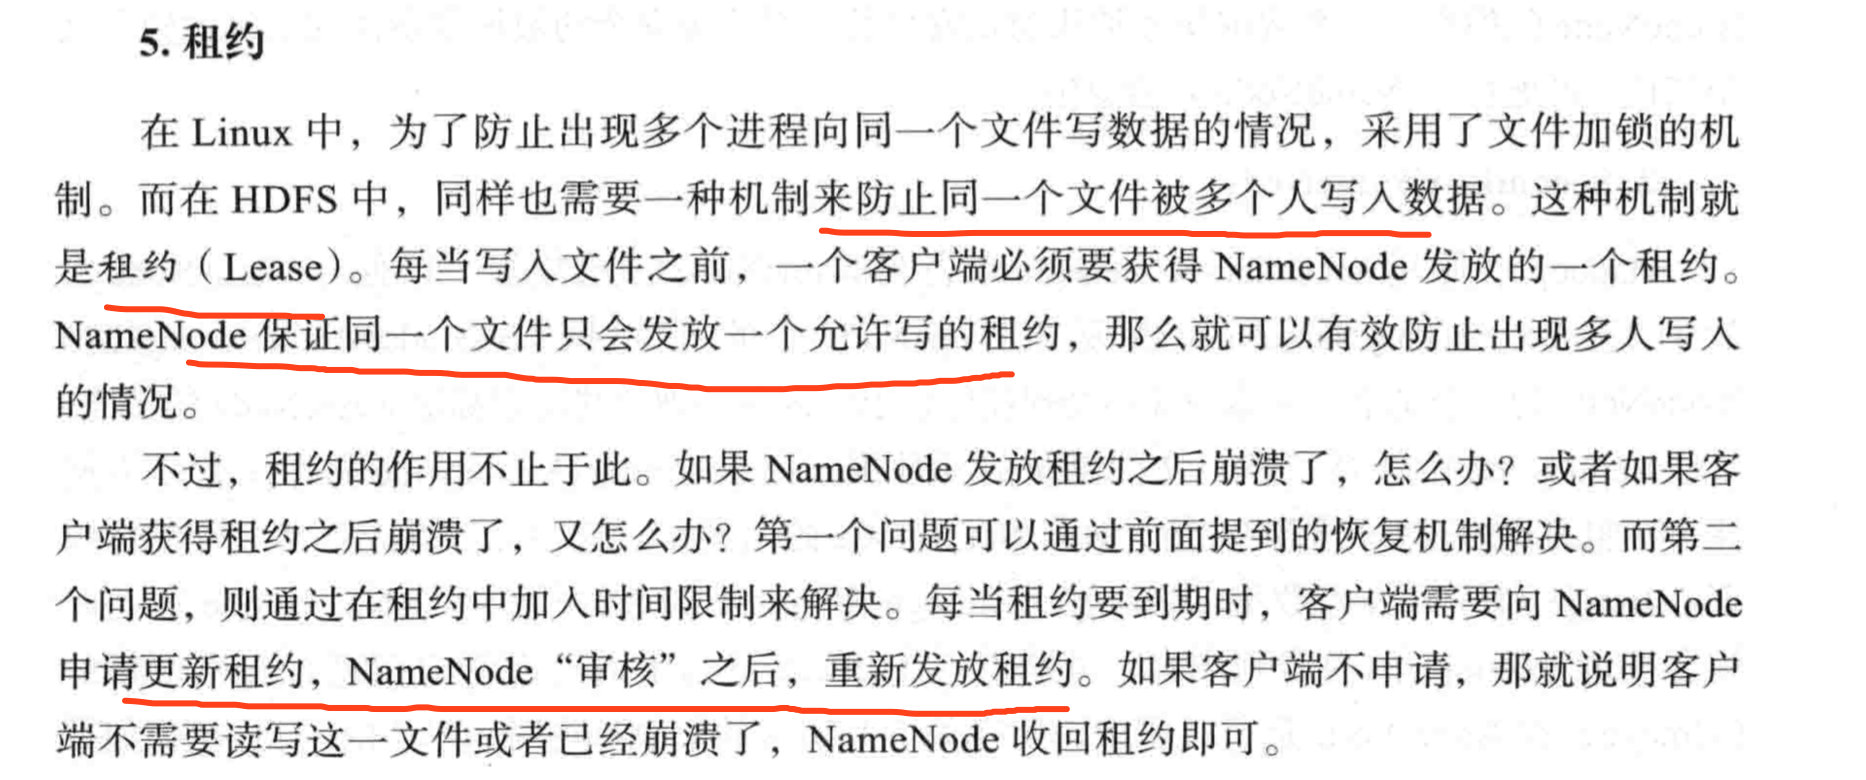 5. 租约
在 Linux 中，为了防止出现多个进程向同一个文件写数据的情况，采用了文件加锁的机
制。而在 HDFS 中，同样也需要一种机制来防止同一个文件被多个人写入数据。这种机制就
是租约（Lease）。每当写入文件之前，一个客户端必须要获得 NameNode 发放的一个租约。
NameNode 保证同一个文件只会发放一个允许写的租约，那么就可以有效防止出现多人写入
的情况。
不过，租约的作用不止于此。如果 NameNode 发放租约之后崩溃了，怎么办？或者如果客
户端获得租约之后崩溃了，又怎么办？第一个问题可以通过前面提到的恢复机制解决。而第二
个问题，则通过在租约中加入时间限制来解决。每当租约要到期时，客户端需要向 NameNode
申请更新租约，NameNode“审核”之后，重新发放租约。如果客户端不申请，那就说明客户
端不需要读写这一文件或者已经崩溃了，NameNode 收回租约即可。